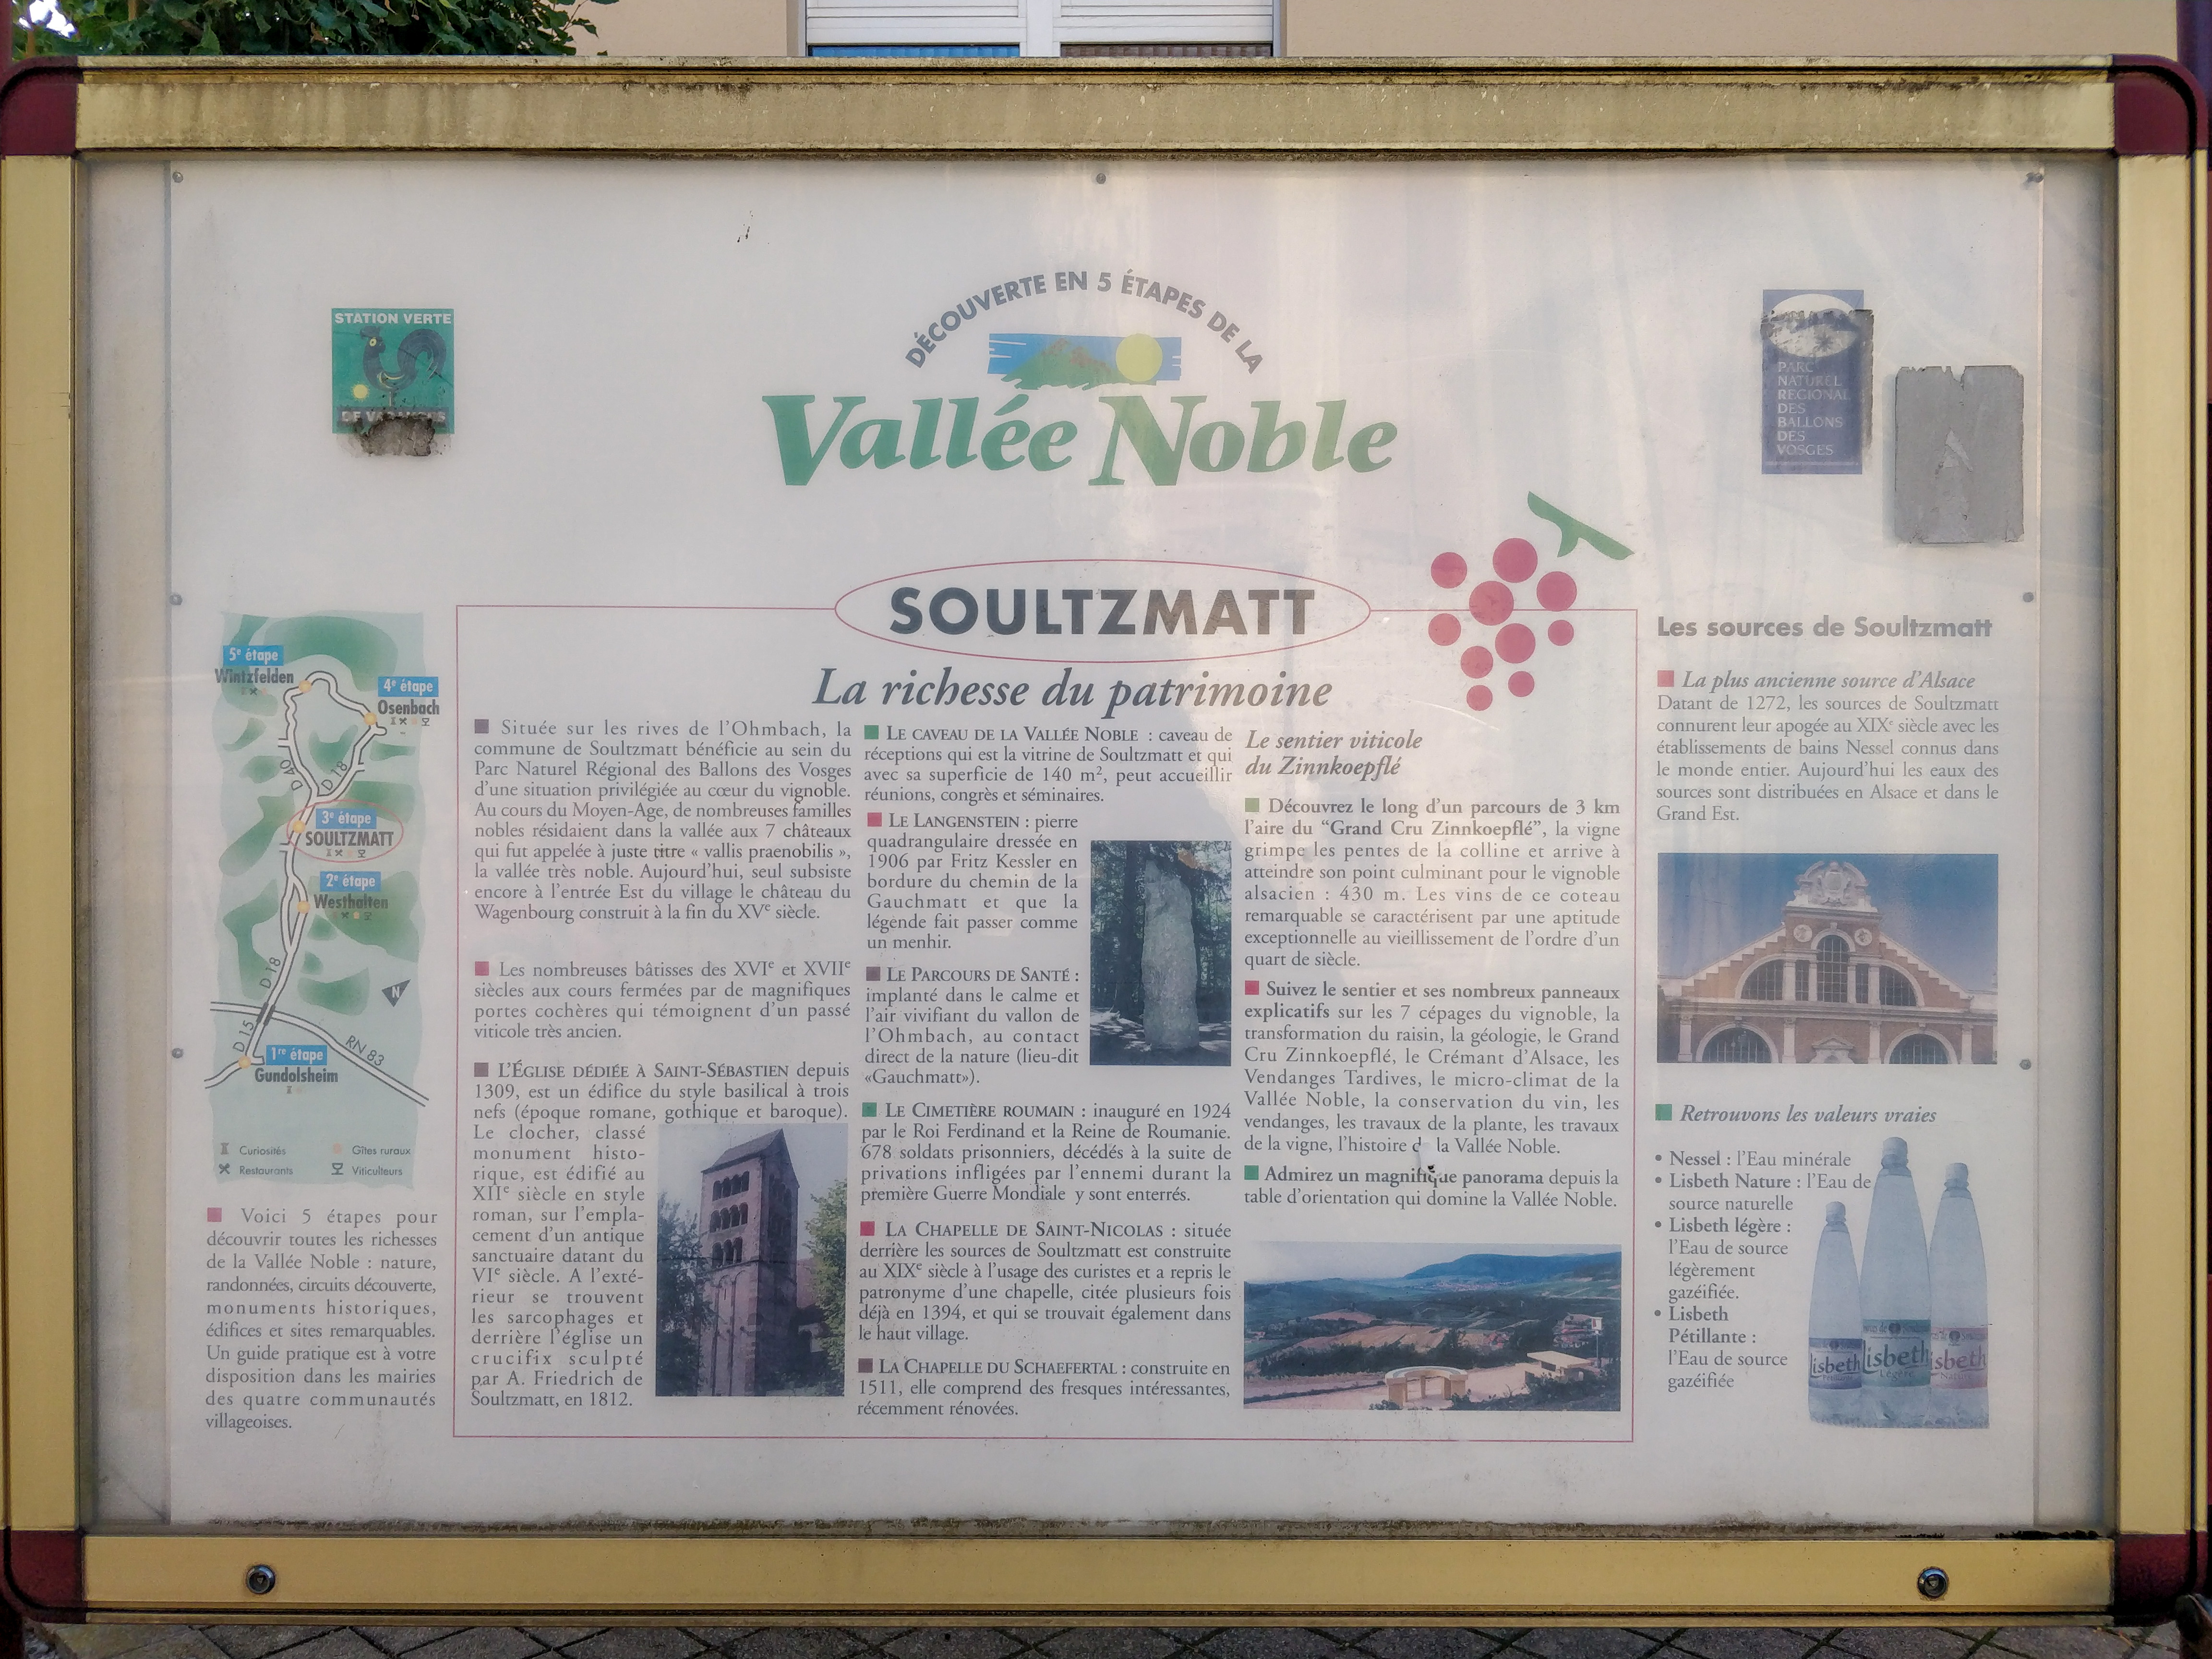 STATION VERTE
DE VACANCES
DÉCOUVERTE EN 5 ÉTAPES DE LA
Vallée Noble
PARC
NATUREL
REGIONAL
DES
BALLONS
DES
VOSGES
SOULTZMATT
La richesse du patrimoine
5e étape
Wintzfelden
4e étape
Osenbach
D 40
D 18
3e étape
SOULTZMATT
2e étape
Westhalten
D 18
N
D 15
RN 83
1re étape
Gundolsheim
Curiosités
Gîtes ruraux
Restaurants
Viticulteurs
Voici 5 étapes pour
découvrir toutes les richesses
de la Vallée Noble : nature,
randonnées, circuits découverte,
monuments historiques,
édifices et sites remarquables.
Un guide pratique est à votre
disposition dans les mairies
des quatre communautés
villageoises.
Située sur les rives de l'Ohmbach, la
commune de Soultzmatt bénéficie au sein du
Parc Naturel Régional des Ballons des Vosges
d'une situation privilégiée au cœur du vignoble.
Au cours du Moyen-Age, de nombreuses familles
nobles résidaient dans la vallée aux 7 châteaux
qui fut appelée à juste titre « vallis praenobilis »,
la vallée très noble. Aujourd'hui, seul subsiste
encore à l'entrée Est du village le château du
Wagenbourg construit à la fin du XVe siècle.
Les nombreuses bâtisses des XVIe et XVIIe
siècles aux cours fermées par de magnifiques
portes cochères qui témoignent d'un passé
viticole très ancien.
L'ÉGLISE DÉDIÉE À SAINT-SÉBASTIEN depuis
1309, est un édifice du style basilical à trois
nefs (époque romane, gothique et baroque).
Le clocher, classé
monument histo-
rique, est édifié au
XIIe siècle en style
roman, sur l'empla-
cement d'un antique
sanctuaire datant du
VIe siècle. A l'exté-
rieur se trouvent
les sarcophages et
derrière l'église un
crucifix sculpté
par A. Friedrich de
Soultzmatt, en 1812.
LE CAVEAU DE LA VALLÉE NOBLE : caveau de
réceptions qui est la vitrine de Soultzmatt et qui
avec sa superficie de 140 m², peut accueillir
réunions, congrès et séminaires.
LE LANGENSTEIN : pierre
quadrangulaire dressée en
1906 par Fritz Kessler en
bordure du chemin de la
Gauchmatt et que la
légende fait passer comme
un menhir.
LE PARCOURS DE SANTÉ :
implanté dans le calme et
l'air vivifiant du vallon de
l'Ohmbach, au contact
direct de la nature (lieu-dit
«Gauchmatt»).
LE CIMETIÈRE ROUMAIN : inauguré en 1924
par le Roi Ferdinand et la Reine de Roumanie.
678 soldats prisonniers, décédés à la suite de
privations infligées par l'ennemi durant la
première Guerre Mondiale y sont enterrés.
LA CHAPELLE DE SAINT-NICOLAS : située
derrière les sources de Soultzmatt est construite
au XIXe siècle à l'usage des curistes et a repris le
patronyme d'une chapelle, citée plusieurs fois
déjà en 1394, et qui se trouvait également dans
le haut village.
LA CHAPELLE DU SCHAEFERTAL : construite en
1511, elle comprend des fresques intéressantes,
récemment rénovées.
Le sentier viticole
du Zinnkoepflé
Découvrez le long d'un parcours de 3 km
l'aire du "Grand Cru Zinnkoepflé", la vigne
grimpe les pentes de la colline et arrive à
atteindre son point culminant pour le vignoble
alsacien : 430 m. Les vins de ce coteau
remarquable se caractérisent par une aptitude
exceptionnelle au vieillissement de l'ordre d'un
quart de siècle.
Suivez le sentier et ses nombreux panneaux
explicatifs sur les 7 cépages du vignoble, la
transformation du raisin, la géologie, le Grand
Cru Zinnkoepflé, le Crémant d'Alsace, les
Vendanges Tardives, le micro-climat de la
Vallée Noble, la conservation du vin, les
vendanges, les travaux de la plante, les travaux
de la vigne, l'histoire d la Vallée Noble.
Admirez un magnifique panorama depuis la
table d'orientation qui domine la Vallée Noble.
Les sources de Soultzmatt
La plus ancienne source d'Alsace
Datant de 1272, les sources de Soultzmatt
connurent leur apogée au XIXe siècle avec les
établissements de bains Nessel connus dans
le monde entier. Aujourd'hui les eaux des
sources sont distribuées en Alsace et dans le
Grand Est.
Retrouvons les valeurs vraies
• Nessel : l'Eau minérale
• Lisbeth Nature : l'Eau de
source naturelle
• Lisbeth légère :
l'Eau de source
légèrement
gazéifiée.
• Lisbeth
Pétillante :
l'Eau de source
gazéifiée
lisbeth
lisbeth
Légère
isbeth